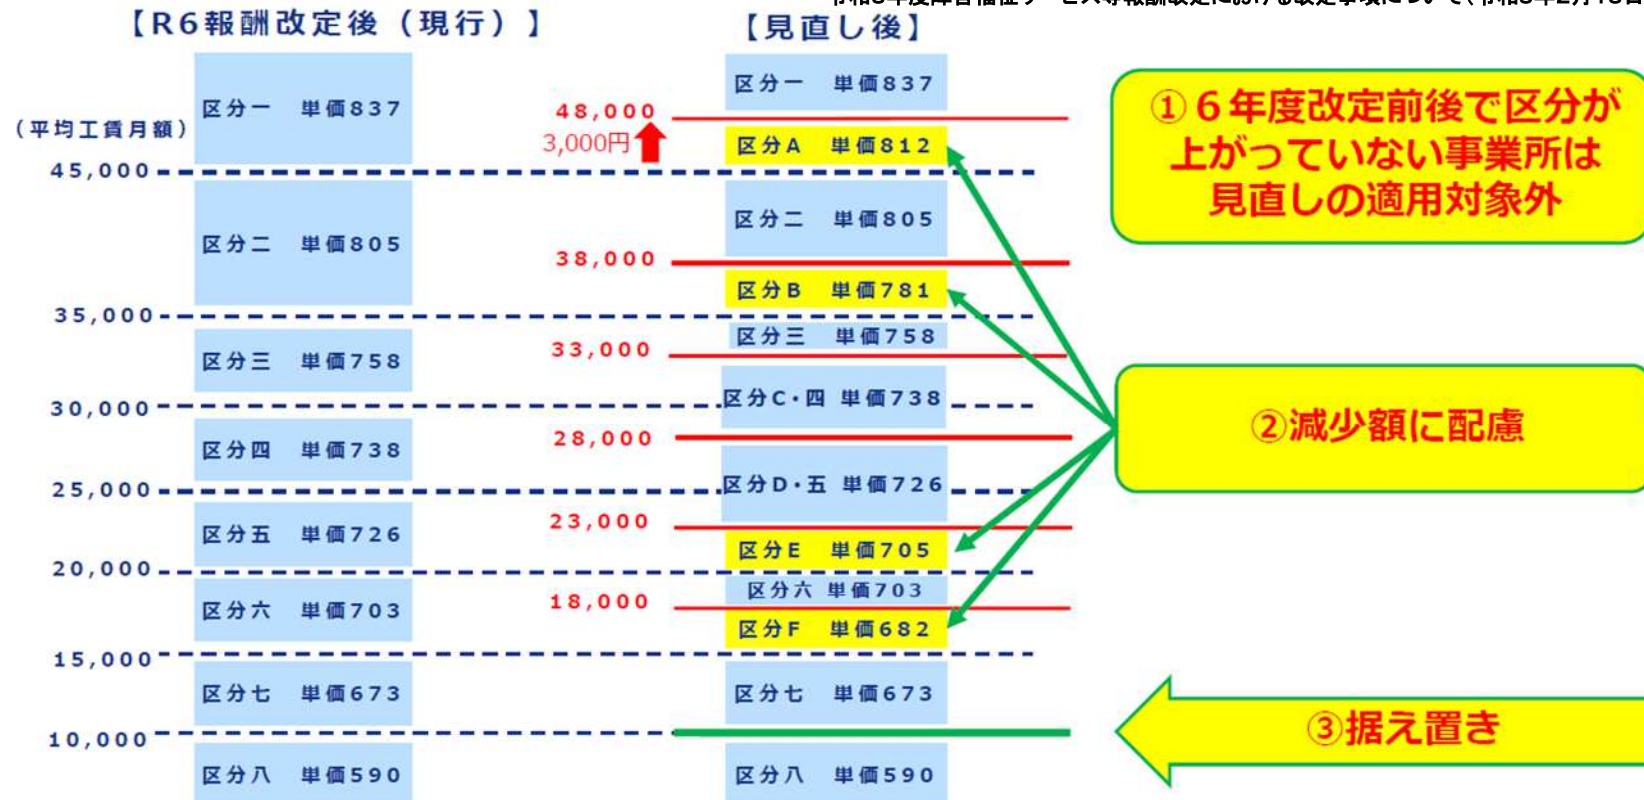 【R6報酬改定後（現行）】
【見直し後】
（平均工賃月額）
区分一　単価837
45,000
区分二　単価805
35,000
区分三　単価758
30,000
区分四　単価738
25,000
区分五　単価726
20,000
区分六　単価703
15,000
区分七　単価673
10,000
区分八　単価590
48,000
3,000円
38,000
33,000
28,000
23,000
18,000
区分一　単価837
区分A　単価812
区分二　単価805
区分B　単価781
区分三　単価758
区分C・四 単価738
区分D・五 単価726
区分E　単価705
区分六 単価703
区分F　単価682
区分七　単価673
区分八　単価590
①６年度改定前後で区分が
上がっていない事業所は
見直しの適用対象外
②減少額に配慮
③据え置き